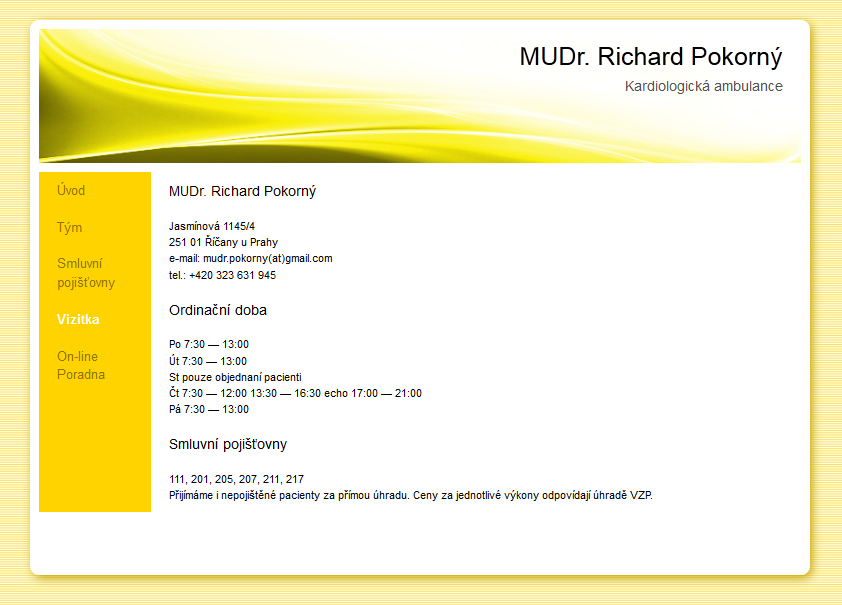 MUDr. Richard Pokorný
Kardiologická ambulance
Úvod
Tým
Smluvní
pojišťovny
Vizitka
On-line
Poradna
MUDr. Richard Pokorný
Jasmínová 1145/4
251 01 Říčany u Prahy
e-mail: mudr.pokorny(at)gmail.com
tel.: +420 323 631 945
Ordinační doba
Po 7:30 — 13:00
Út 7:30 — 13:00
St pouze objednaní pacienti
Čt 7:30 — 12:00 13:30 — 16:30 echo 17:00 — 21:00
Pá 7:30 — 13:00
Smluvní pojišťovny
111, 201, 205, 207, 211, 217
Přijímáme i nepojištěné pacienty za přímou úhradu. Ceny za jednotlivé výkony odpovídají úhradě VZP.